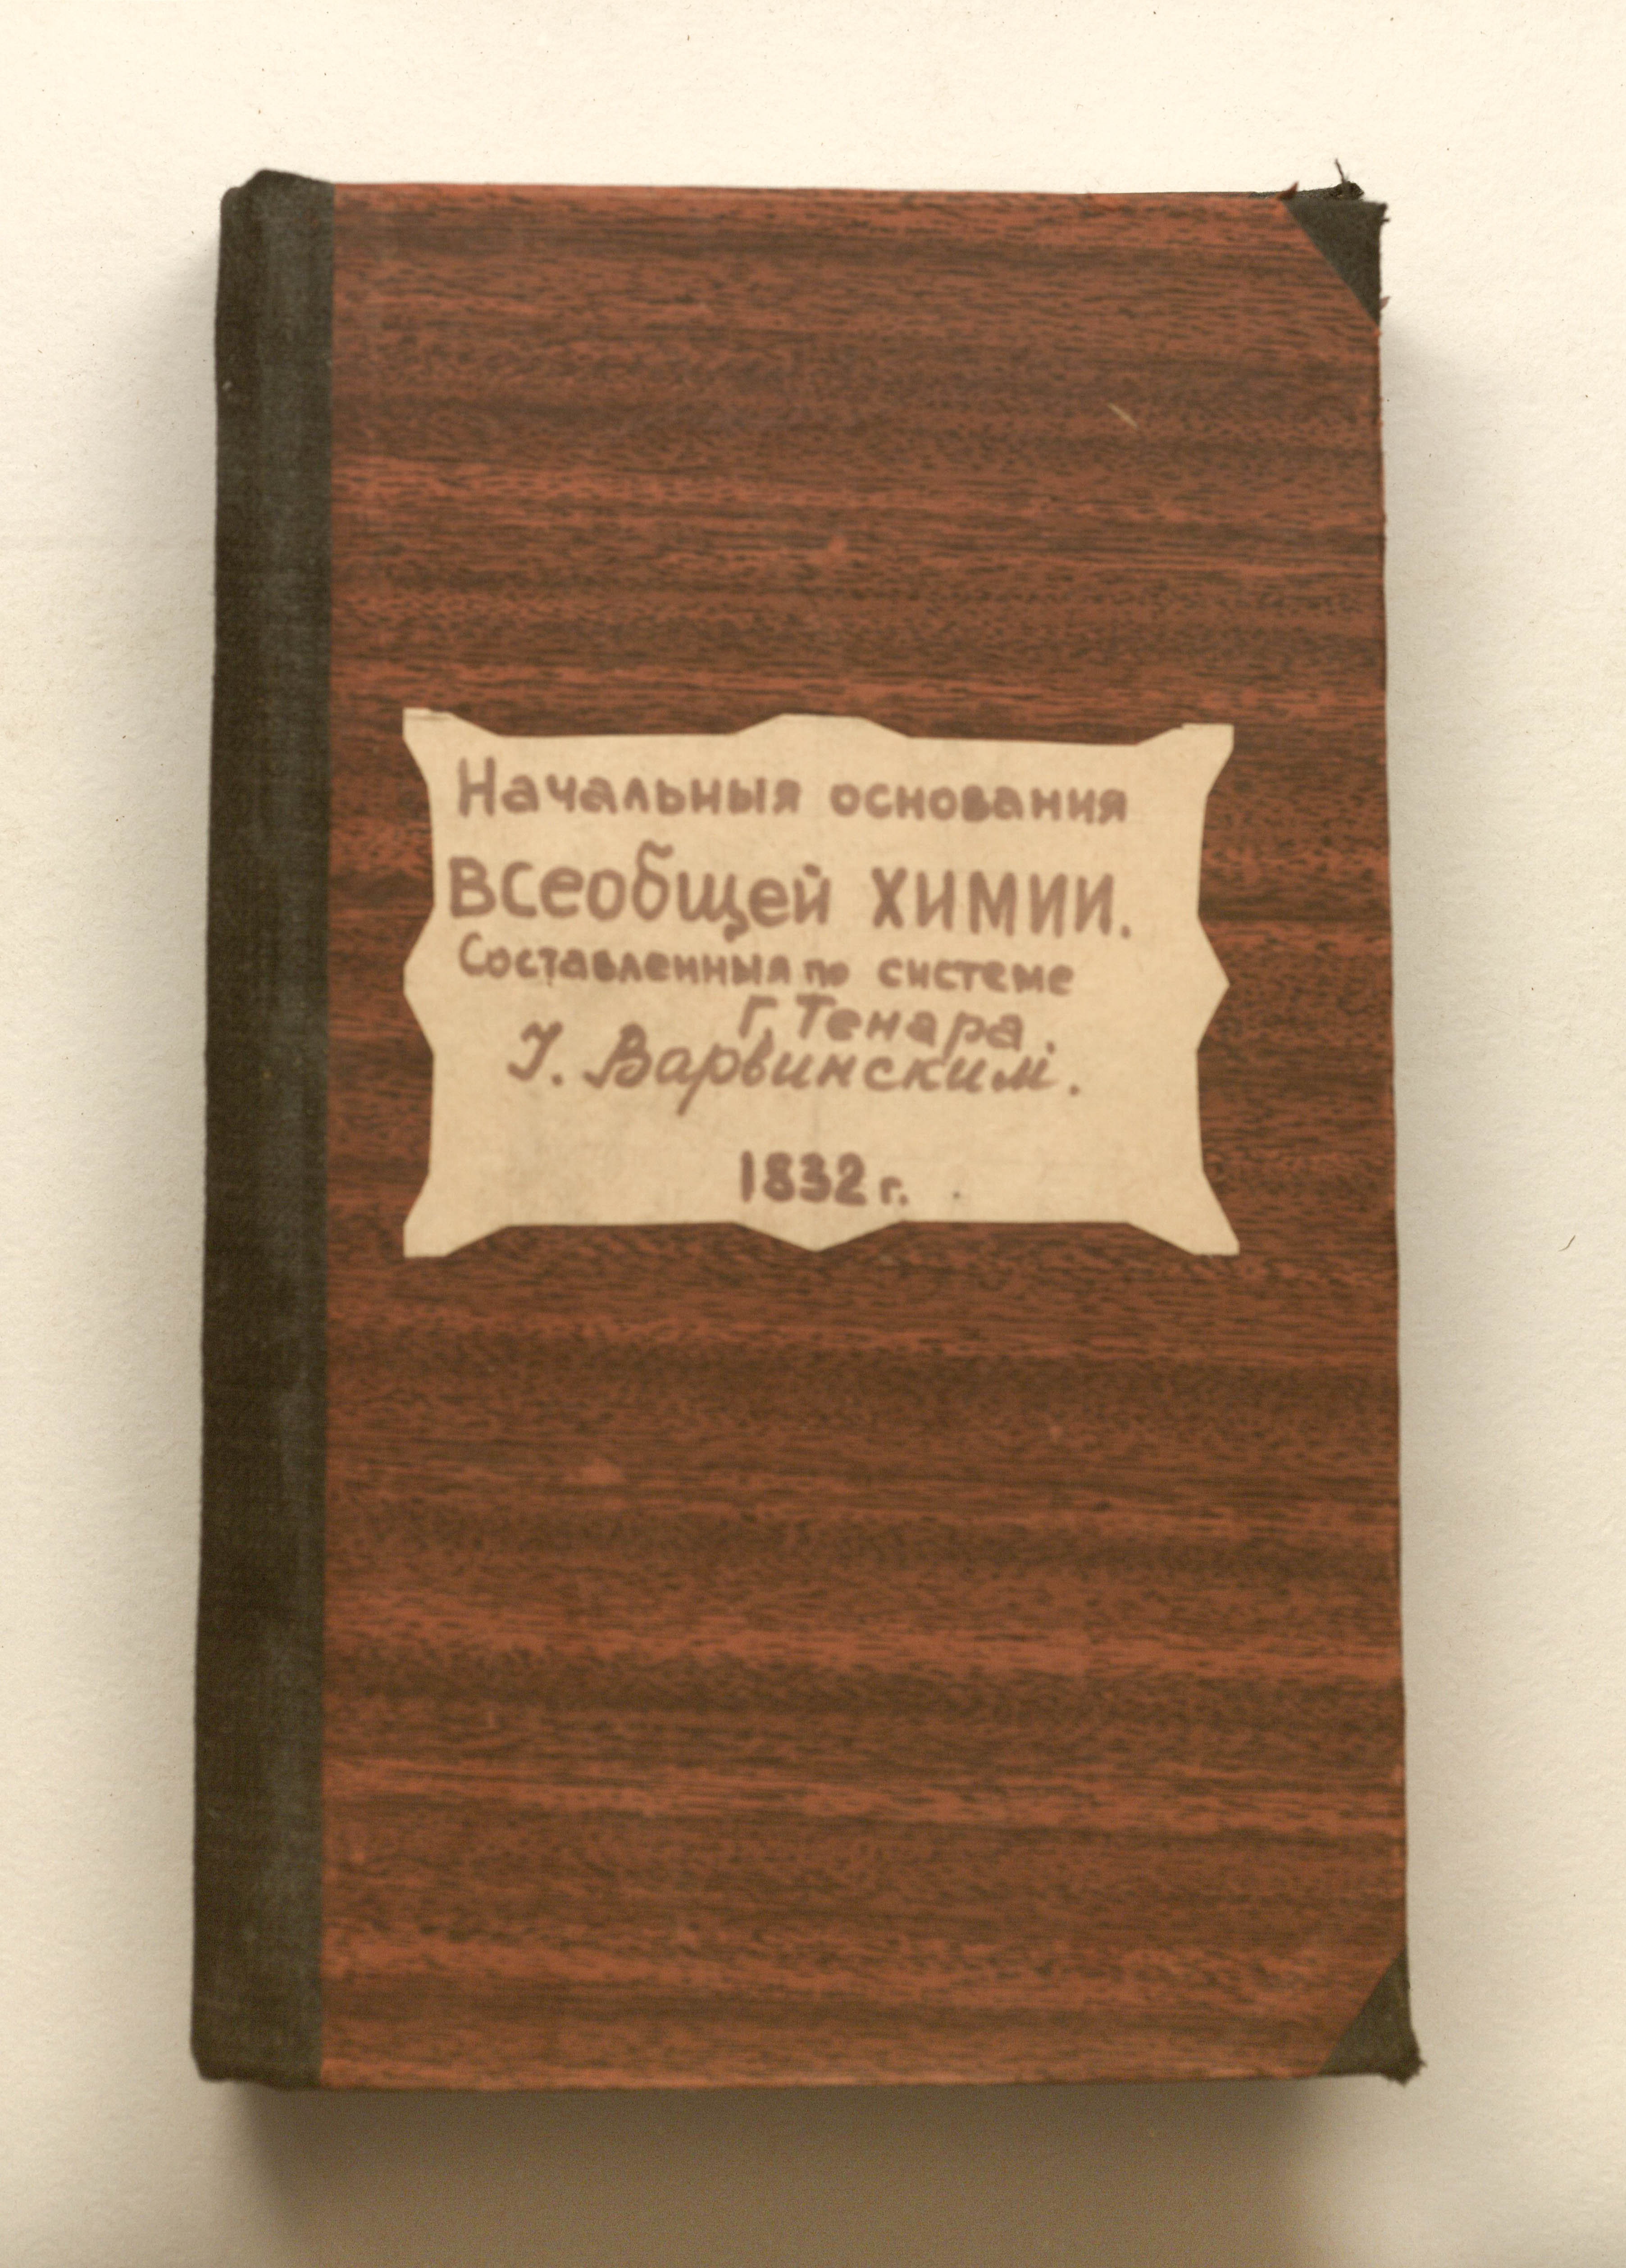 Начальныя основания
всеобщей химии.
Составленныя по системе
Г. Тенара.
І. Варвинским.
1832 г.